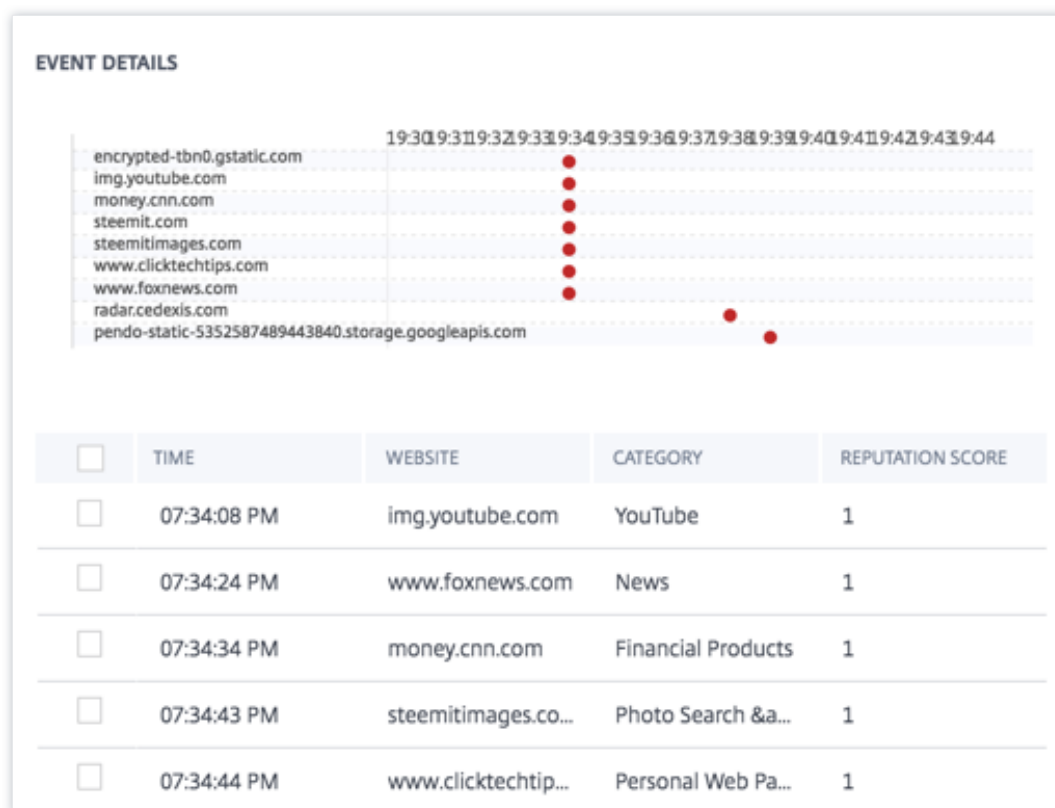 EVENT DETAILS
19:30 19:31 19:32 19:33 19:34 19:35 19:36 19:37 19:38 19:39 19:40 19:41 19:42 19:43 19:44
encrypted-tbn0.gstatic.com
img.youtube.com
money.cnn.com
steemit.com
steemitimages.com
www.clicktechtips.com
www.foxnews.com
radar.cedexis.com
pendo-static-5352587489443840.storage.googleapis.com
TIME WEBSITE CATEGORY REPUTATION SCORE
07:34:08 PM img.youtube.com YouTube 1
07:34:24 PM www.foxnews.com News 1
07:34:34 PM money.cnn.com Financial Products 1
07:34:43 PM steemitimages.co... Photo Search &a... 1
07:34:44 PM www.clicktechtip... Personal Web Pa... 1